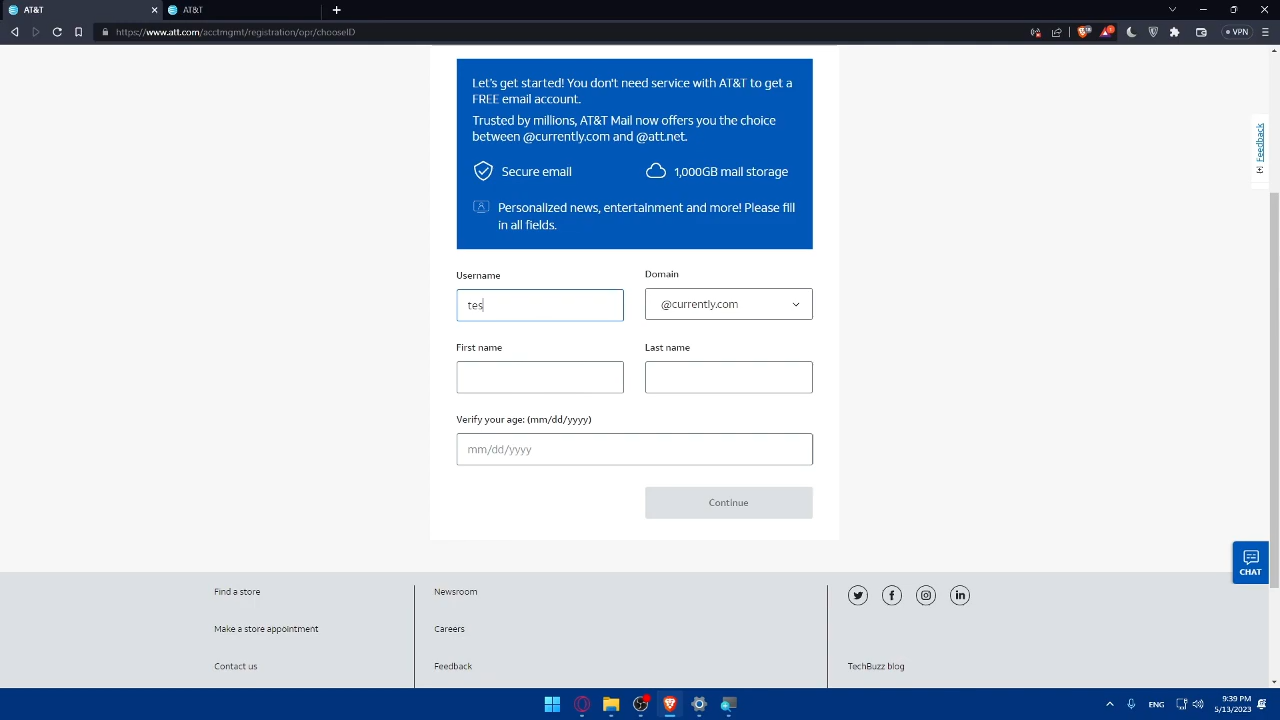 AT&T
AT&T
https://www.att.com/acctmgmt/registration/opr/chooseID
VPN
Let's get started! You don't need service with AT&T to get a
FREE email account.
Trusted by millions, AT&T Mail now offers you the choice
between @currently.com and @att.net.
Secure email
1,000GB mail storage
Personalized news, entertainment and more! Please fill
in all fields.
Feedback
Username
Domain
tes
@currently.com
First name
Last name
Verify your age: (mm/dd/yyyy)
mm/dd/yyyy
Continue
CHAT
Find a store
Newsroom
Make a store appointment
Careers
Contact us
Feedback
TechBuzz blog
ENG
9:39 PM
5/13/2023